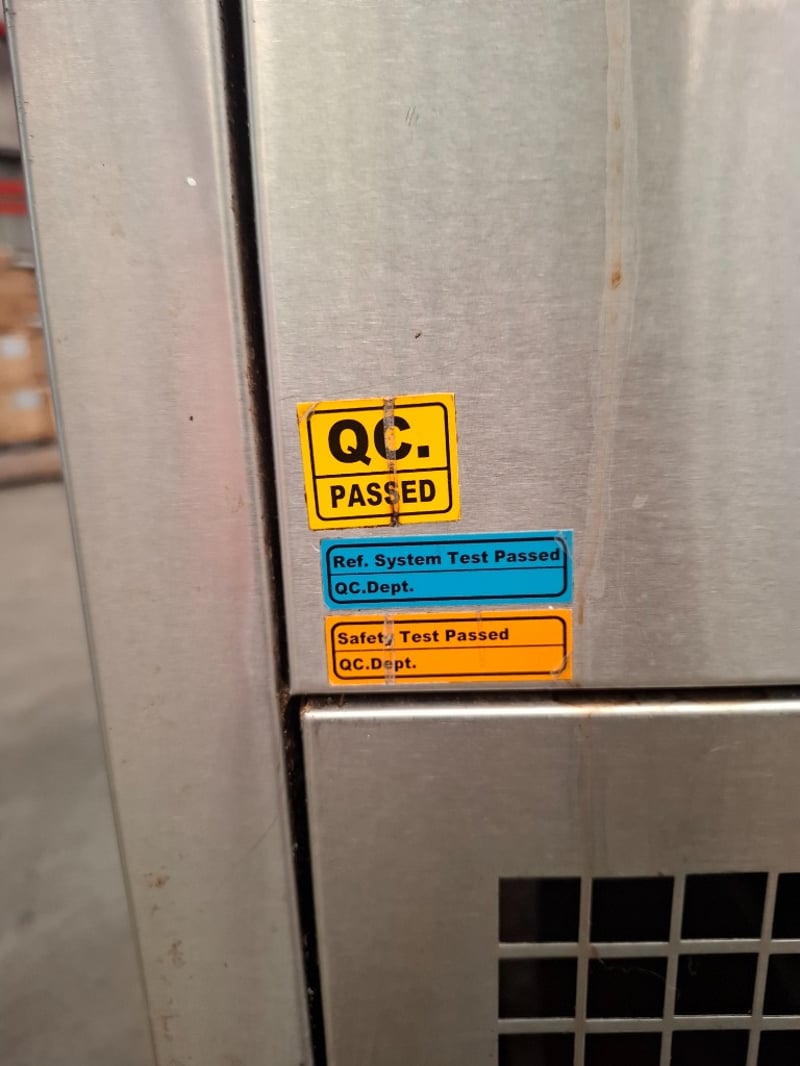 QC.
PASSED
Ref. System Test Passed
QC.Dept.
Safety Test Passed
QC.Dept.